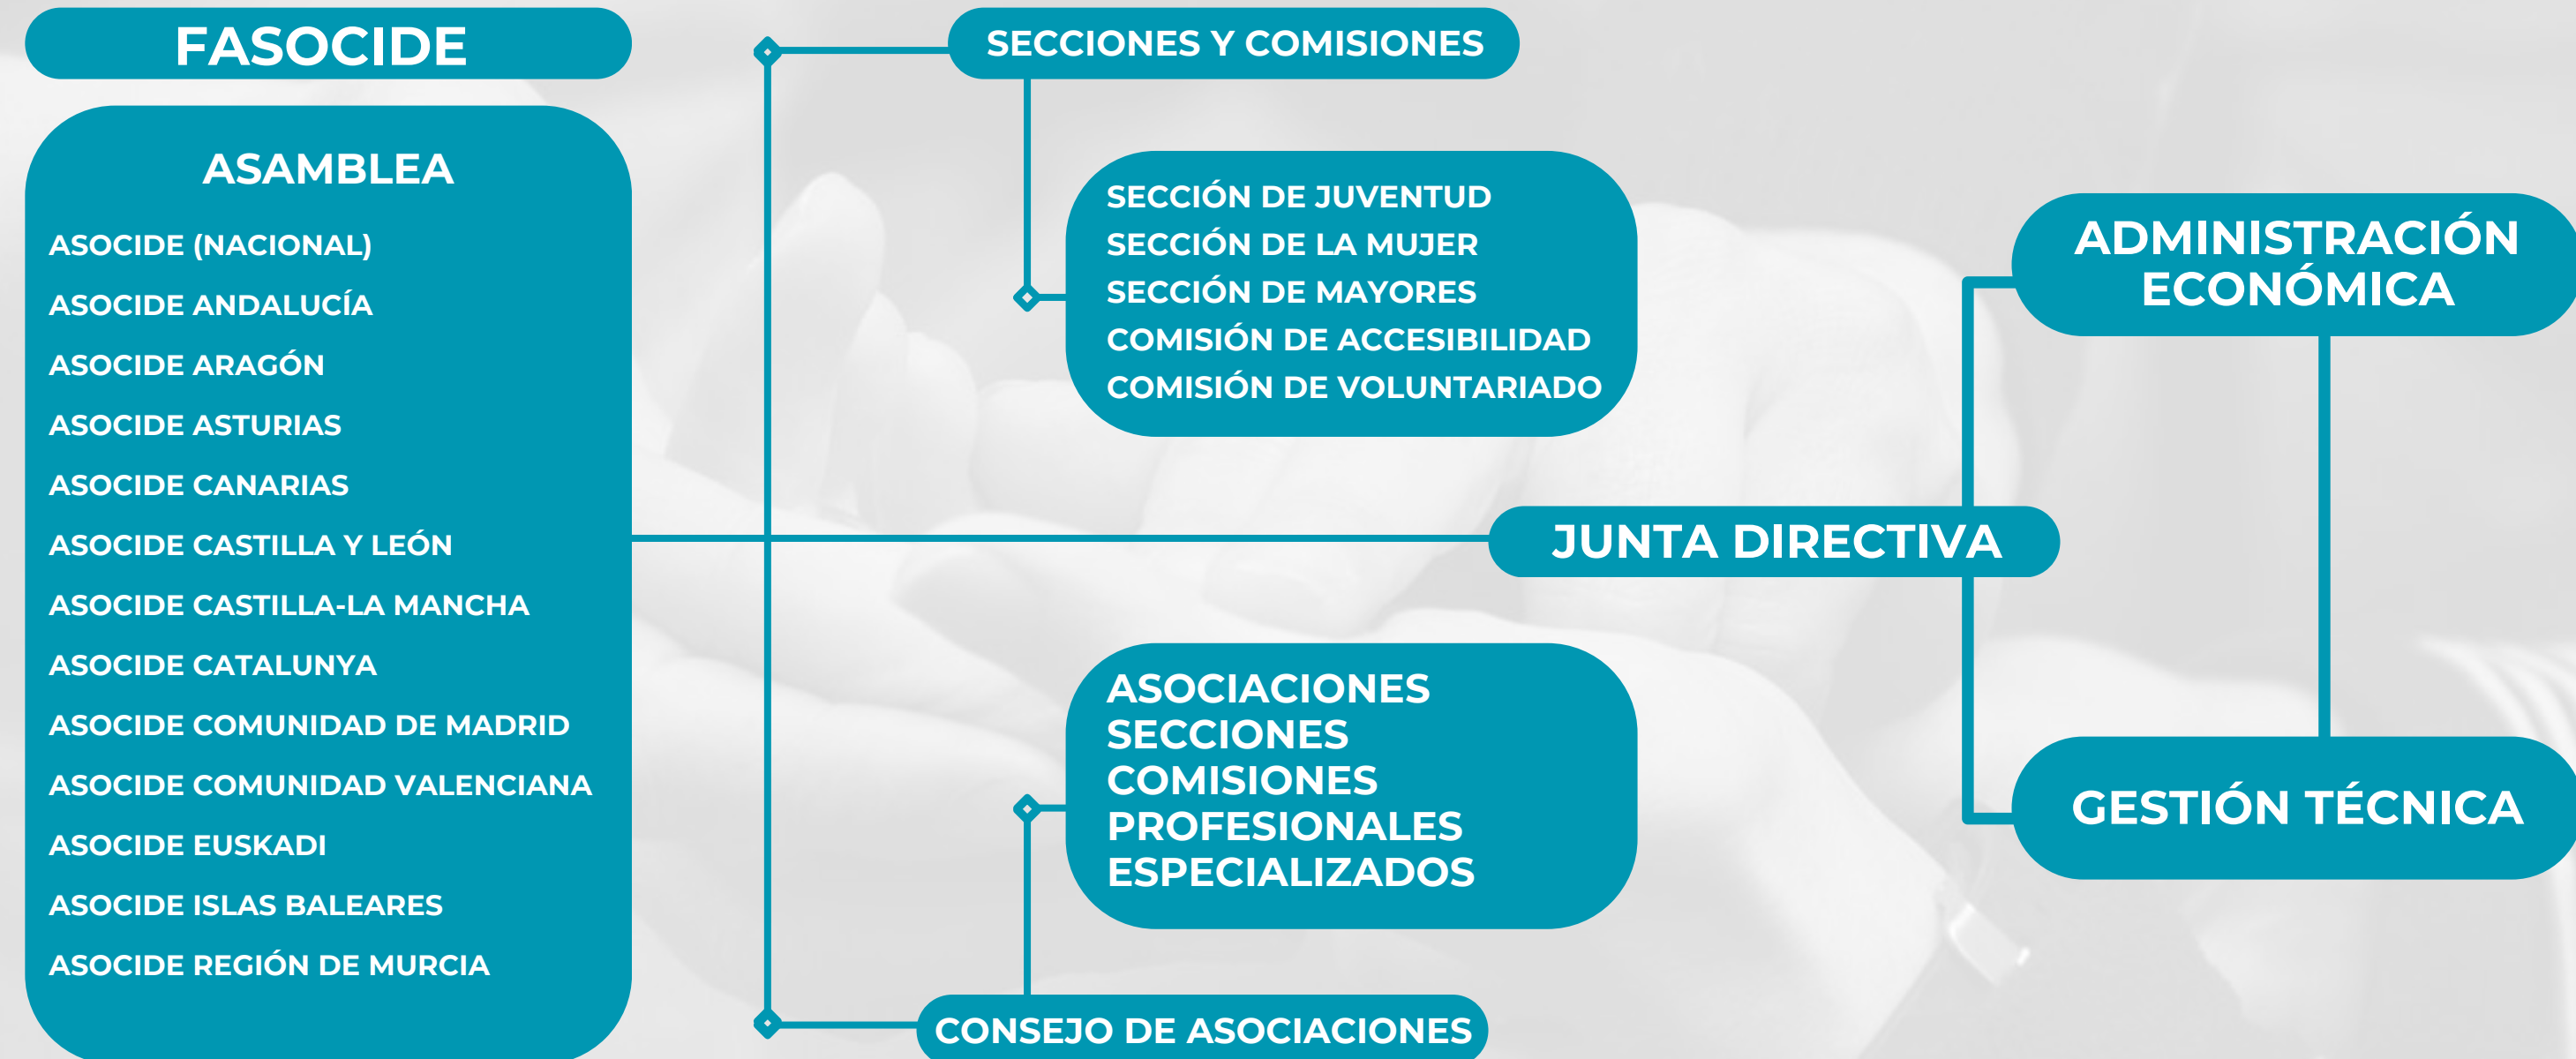 FASOCIDE
ASAMBLEA
ASOCIDE (NACIONAL)
ASOCIDE ANDALUCÍA
ASOCIDE ARAGÓN
ASOCIDE ASTURIAS
ASOCIDE CANARIAS
ASOCIDE CASTILLA Y LEÓN
ASOCIDE CASTILLA-LA MANCHA
ASOCIDE CATALUNYA
ASOCIDE COMUNIDAD DE MADRID
ASOCIDE COMUNIDAD VALENCIANA
ASOCIDE EUSKADI
ASOCIDE ISLAS BALEARES
ASOCIDE REGIÓN DE MURCIA
SECCIONES Y COMISIONES
SECCIÓN DE JUVENTUD
SECCIÓN DE LA MUJER
SECCIÓN DE MAYORES
COMISIÓN DE ACCESIBILIDAD
COMISIÓN DE VOLUNTARIADO
JUNTA DIRECTIVA
ASOCIACIONES
SECCIONES
COMISIONES
PROFESIONALES
ESPECIALIZADOS
CONSEJO DE ASOCIACIONES
ADMINISTRACIÓN
ECONÓMICA
GESTIÓN TÉCNICA